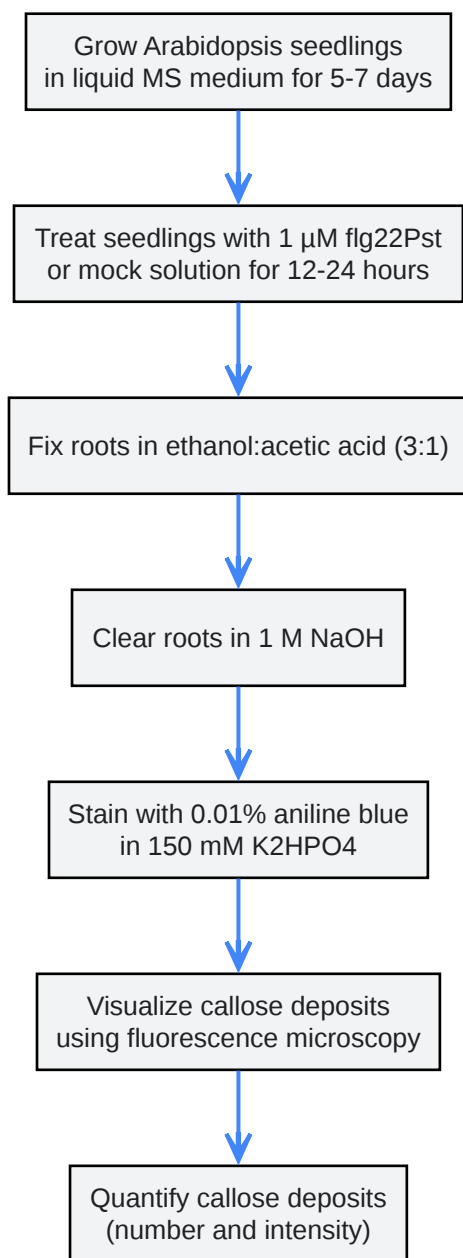 Grow Arabidopsis seedlings
in liquid MS medium for 5-7 days
Treat seedlings with 1 µM flg22Pst
or mock solution for 12-24 hours
Fix roots in ethanol:acetic acid (3:1)
Clear roots in 1 M NaOH
Stain with 0.01% aniline blue
in 150 mM K2HPO4
Visualize callose deposits
using fluorescence microscopy
Quantify callose deposits
(number and intensity)